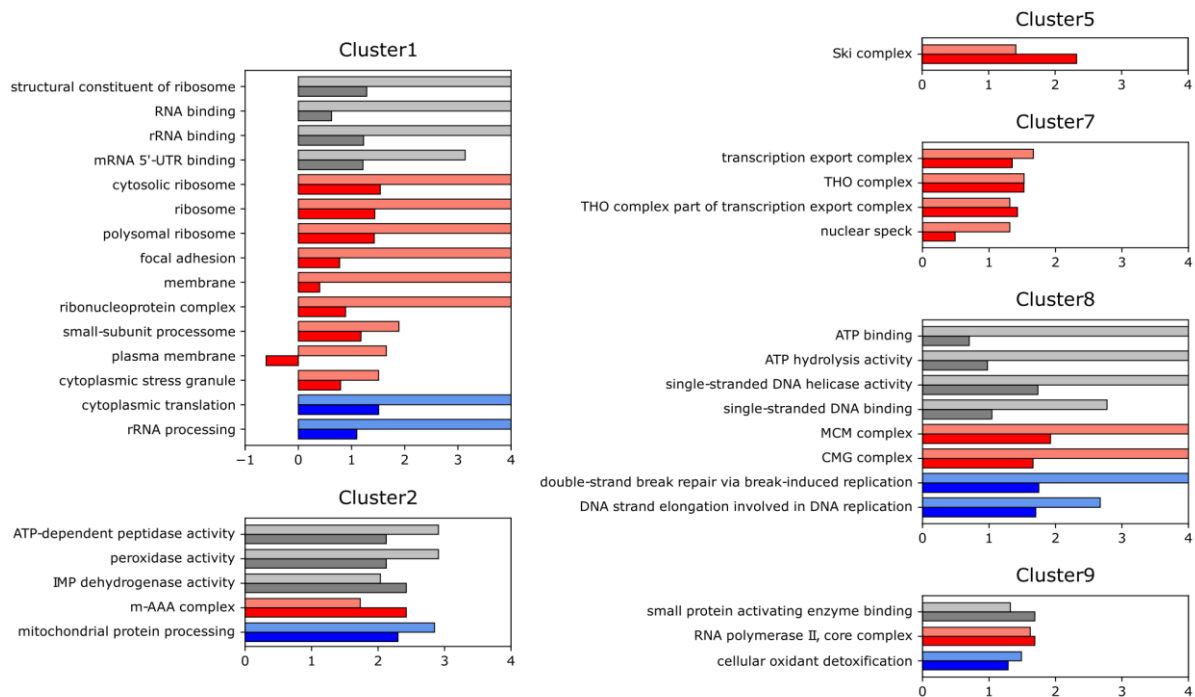 Cluster1
structural constituent of ribosome
RNA binding
rRNA binding
mRNA 5'-UTR binding
cytosolic ribosome
ribosome
polysomal ribosome
focal adhesion
membrane
ribonucleoprotein complex
small-subunit processome
plasma membrane
cytoplasmic stress granule
cytoplasmic translation
rRNA processing
−1 0 1 2 3 4
Cluster2
ATP-dependent peptidase activity
peroxidase activity
IMP dehydrogenase activity
m-AAA complex
mitochondrial protein processing
0 1 2 3 4
Cluster5
Ski complex
0 1 2 3 4
Cluster7
transcription export complex
THO complex
THO complex part of transcription export complex
nuclear speck
0 1 2 3 4
Cluster8
ATP binding
ATP hydrolysis activity
single-stranded DNA helicase activity
single-stranded DNA binding
MCM complex
CMG complex
double-strand break repair via break-induced replication
DNA strand elongation involved in DNA replication
0 1 2 3 4
Cluster9
small protein activating enzyme binding
RNA polymerase II, core complex
cellular oxidant detoxification
0 1 2 3 4